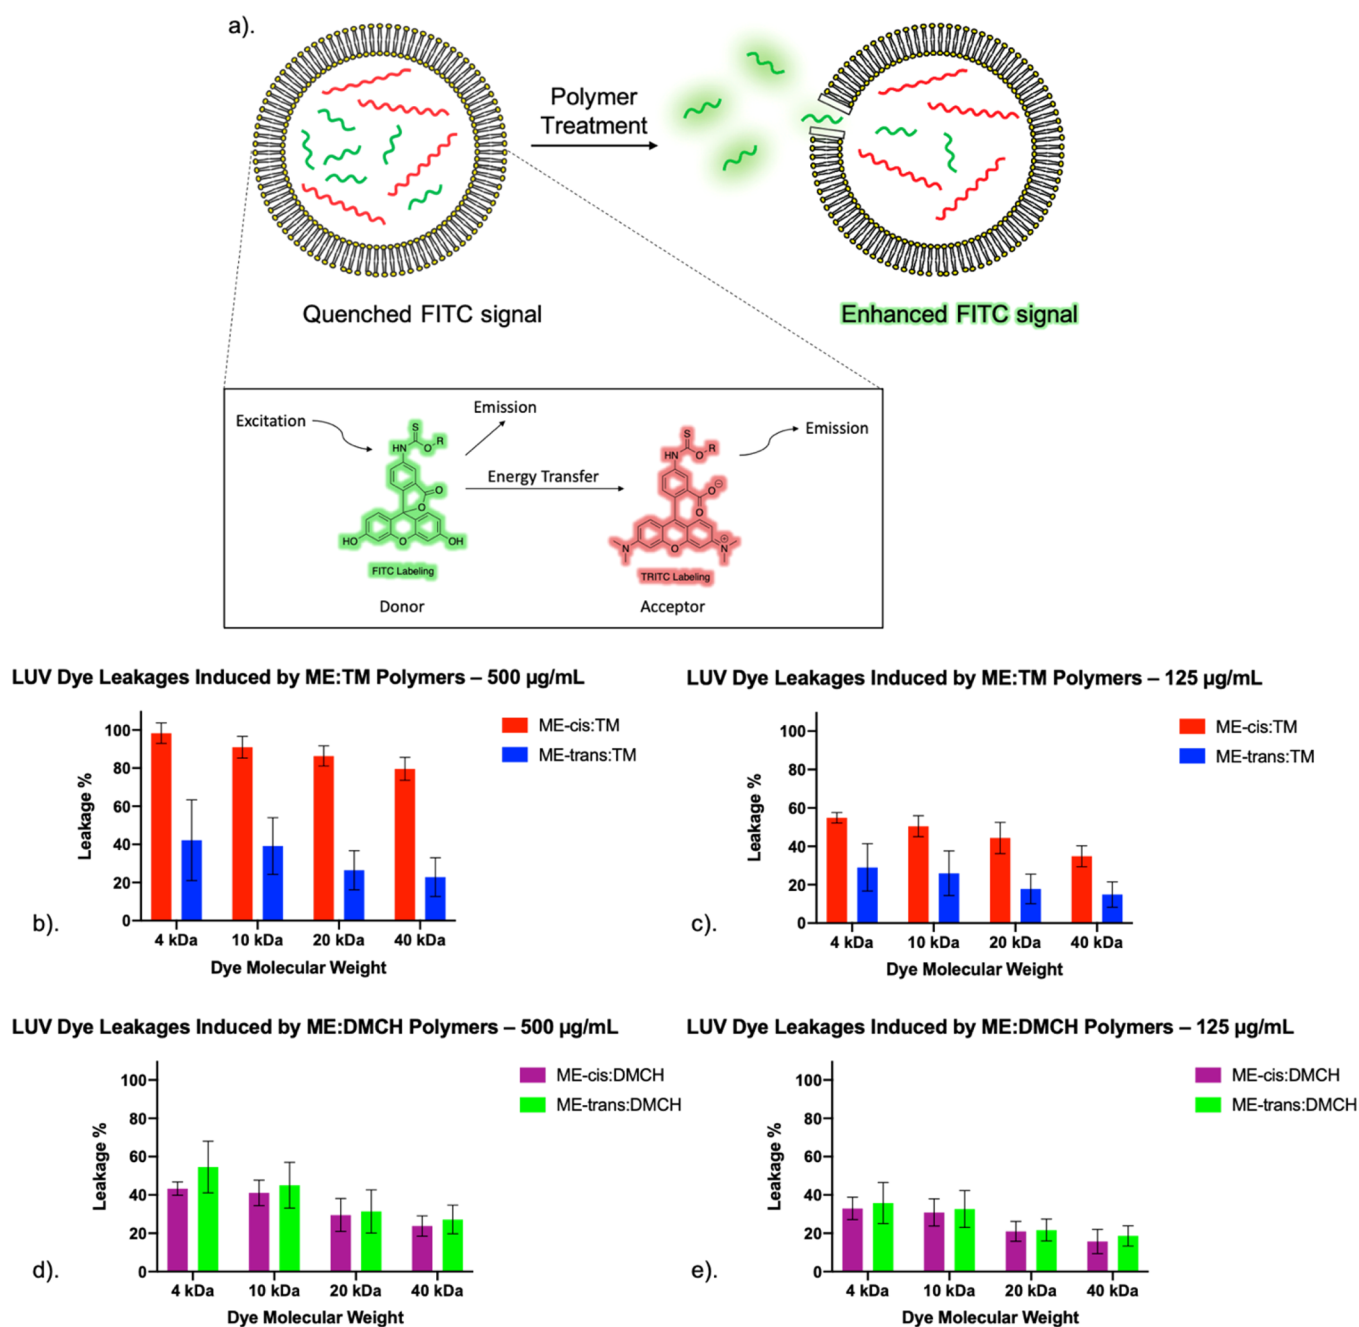 a).
Polymer
Treatment
Quenched FITC signal
Enhanced FITC signal
Excitation
Emission
Emission
Energy Transfer
S
HN
O
R
O
O
HO
O
OH
FITC Labeling
Donor
S
HN
O
R
O⊖
O
N
O
N⊕
TRITC Labeling
Acceptor
LUV Dye Leakages Induced by ME:TM Polymers – 500 µg/mL
100
80
60
40
20
0
Leakage %
ME-cis:TM
ME-trans:TM
b).
4 kDa 10 kDa 20 kDa 40 kDa
Dye Molecular Weight
LUV Dye Leakages Induced by ME:TM Polymers – 125 µg/mL
100
80
60
40
20
0
Leakage %
ME-cis:TM
ME-trans:TM
c).
4 kDa 10 kDa 20 kDa 40 kDa
Dye Molecular Weight
LUV Dye Leakages Induced by ME:DMCH Polymers – 500 µg/mL
100
80
60
40
20
0
Leakage %
ME-cis:DMCH
ME-trans:DMCH
d).
4 kDa 10 kDa 20 kDa 40 kDa
Dye Molecular Weight
LUV Dye Leakages Induced by ME:DMCH Polymers – 125 µg/mL
100
80
60
40
20
0
Leakage %
ME-cis:DMCH
ME-trans:DMCH
e).
4 kDa 10 kDa 20 kDa 40 kDa
Dye Molecular Weight